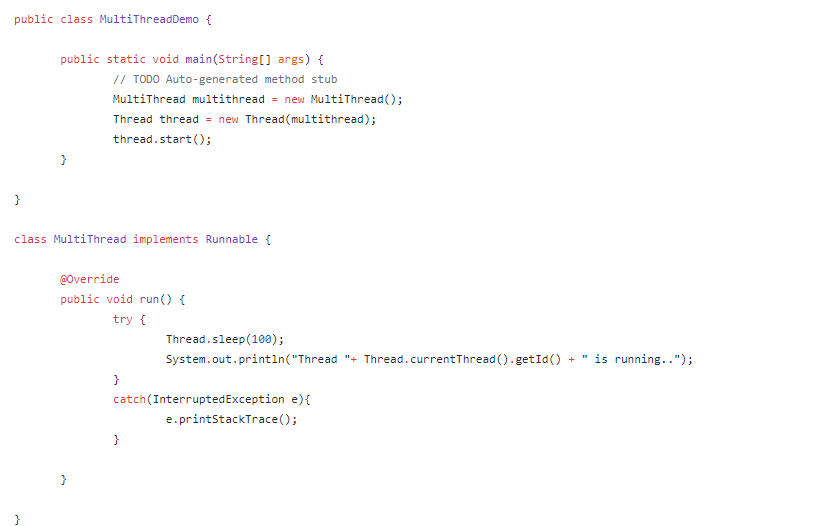 public class MultiThreadDemo {
public static void main(String[] args) {
// TODO Auto-generated method stub
MultiThread multithread = new MultiThread();
Thread thread = new Thread(multithread);
thread.start();
}
}
class MultiThread implements Runnable {
@Override
public void run() {
try {
Thread.sleep(100);
System.out.println("Thread "+ Thread.currentThread().getId() + " is running..");
}
catch(InterruptedException e){
e.printStackTrace();
}
}
}